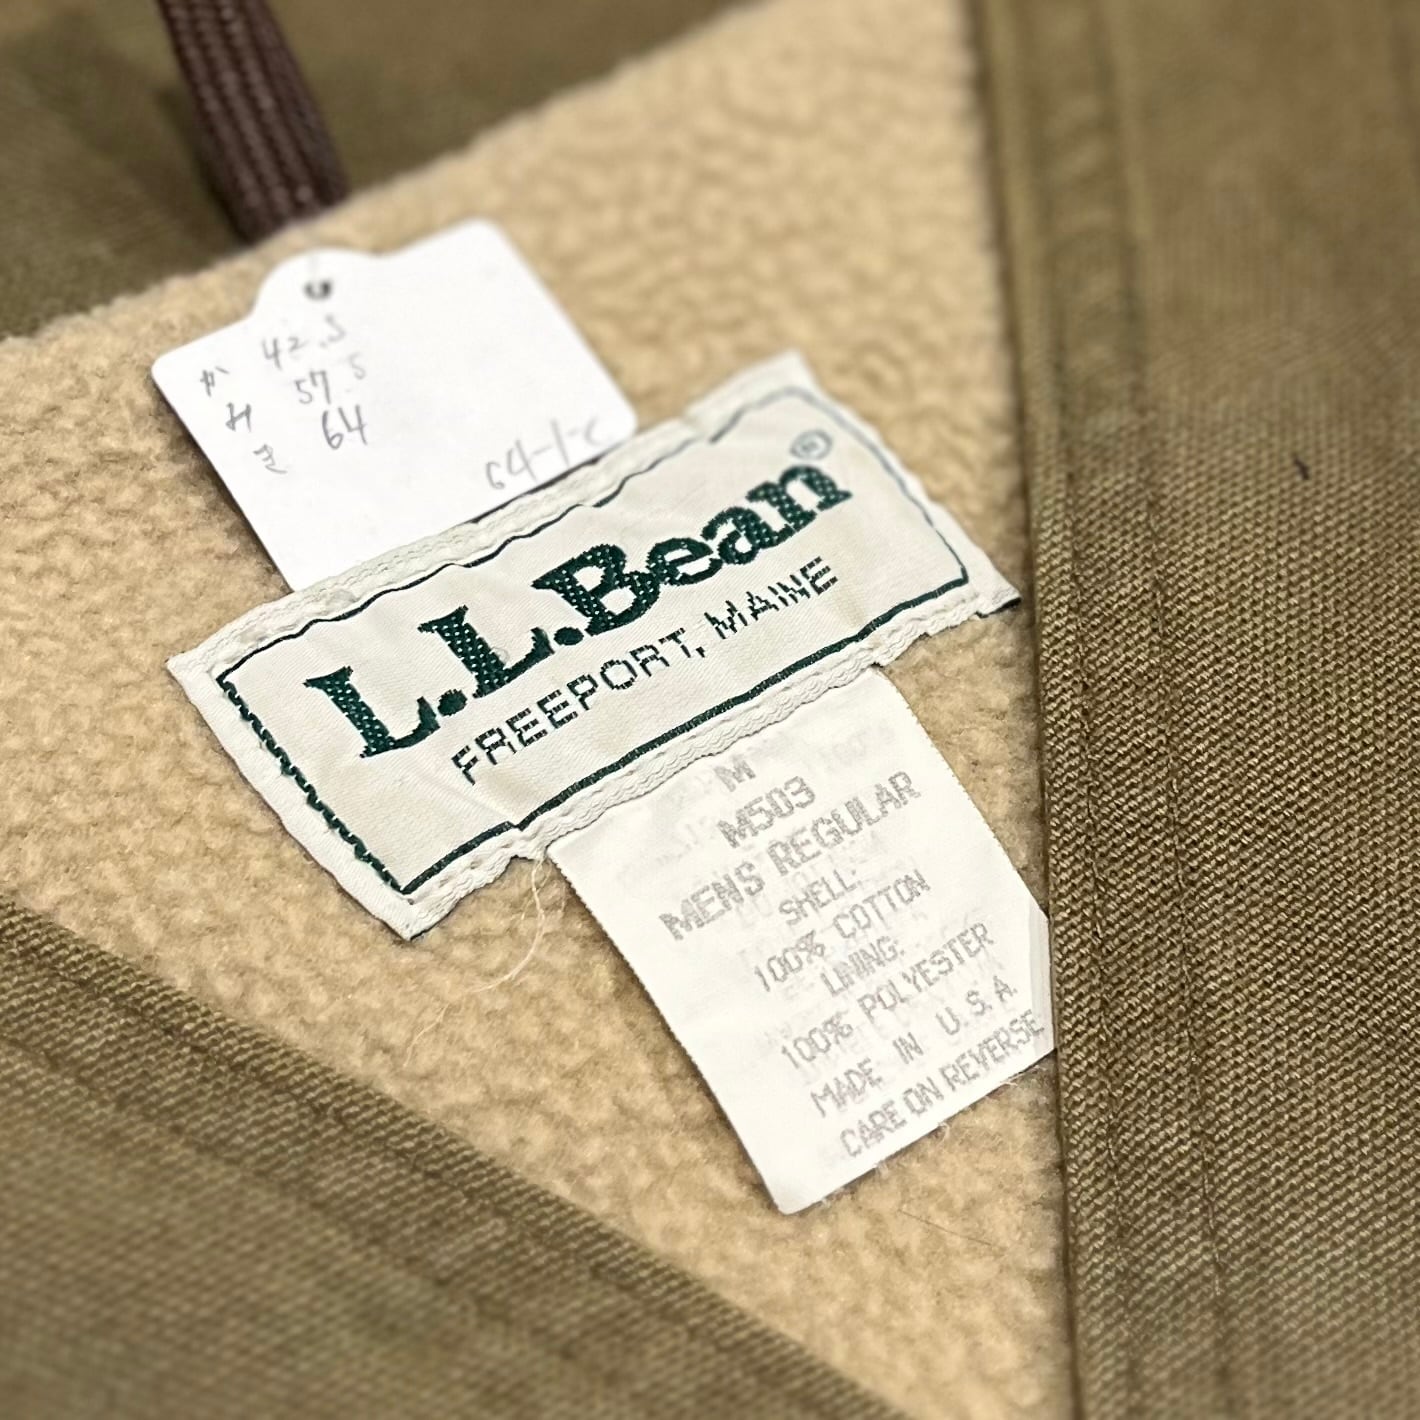 か 42.5
み 57.5
き 64
64-1-2
L.L.Bean®
FREEPORT, MAINE
M
M503
MENS REGULAR
SHELL:
100% COTTON
LINING:
100% POLYESTER
MADE IN U.S.A.
CARE ON REVERSE